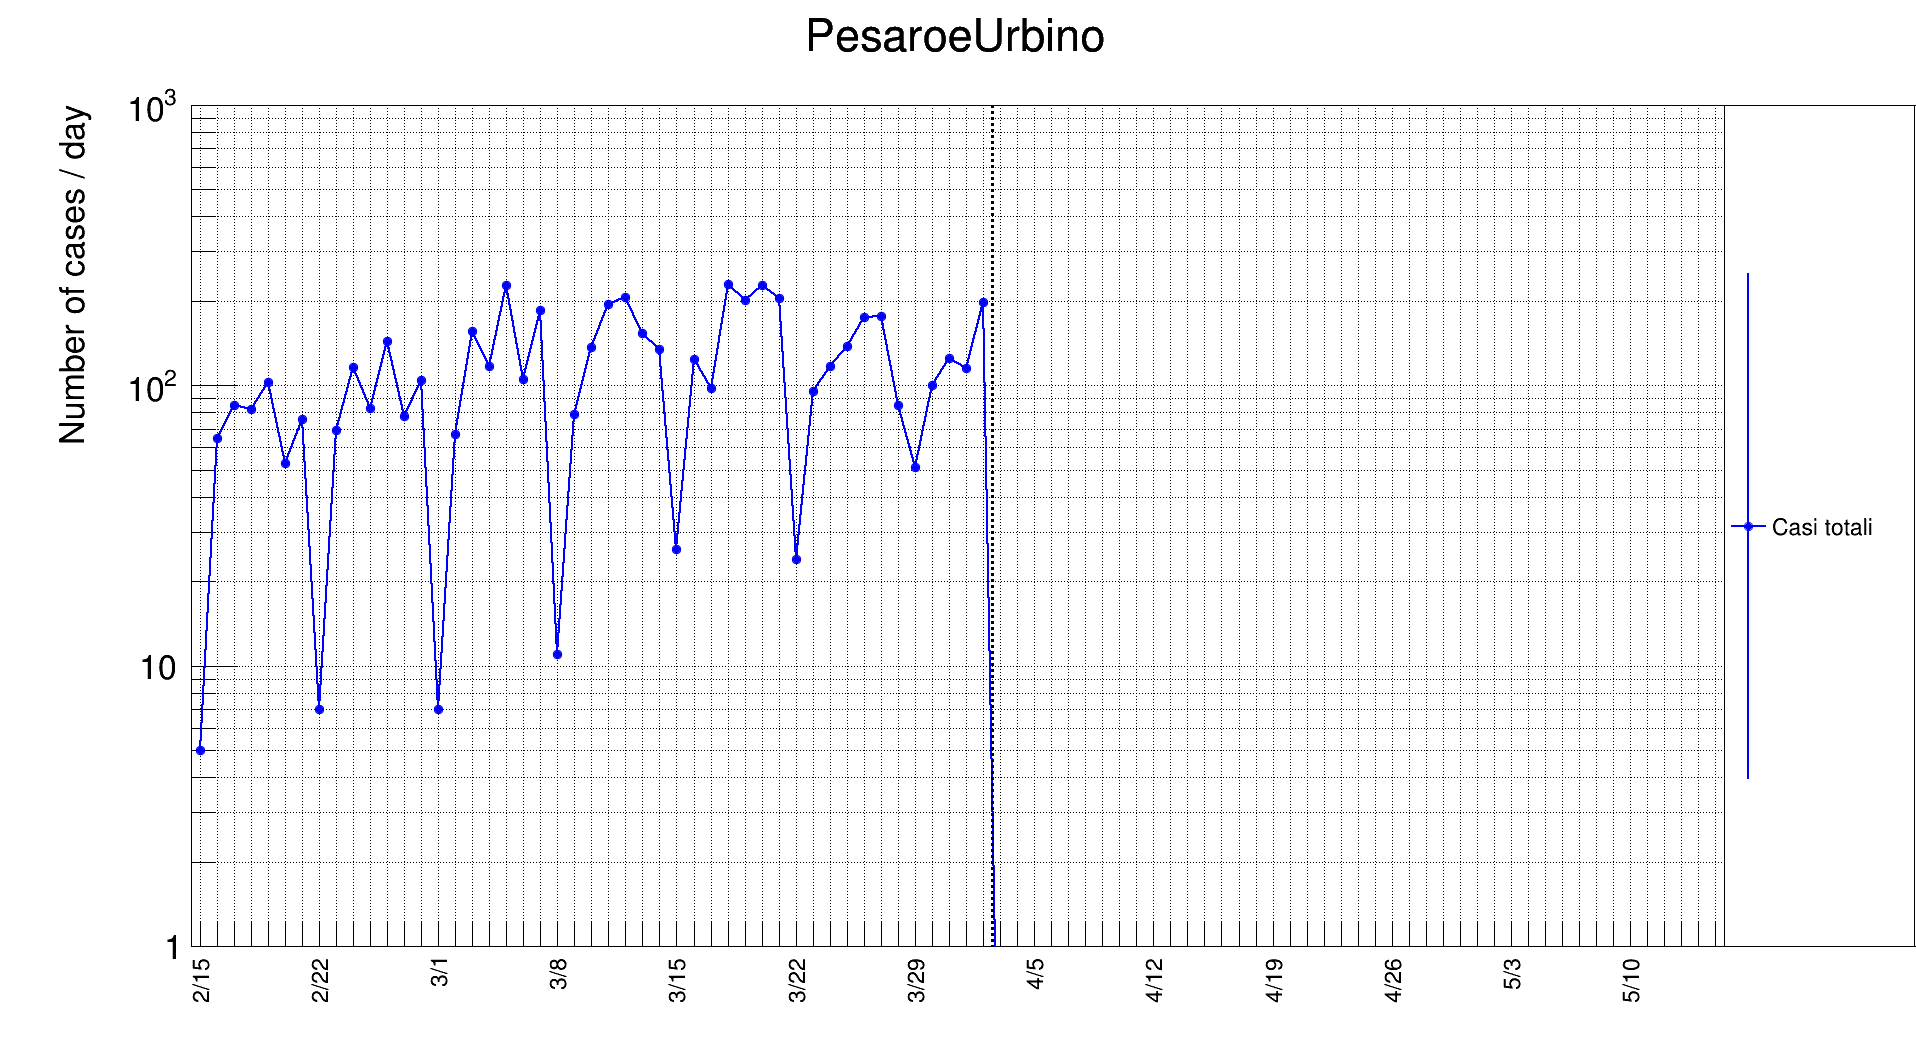 PesaroeUrbino
Number of cases / day
10³
10²
10
1
2/15 2/22 3/1 3/8 3/15 3/22 3/29 4/5 4/12 4/19 4/26 5/3 5/10
Casi totali